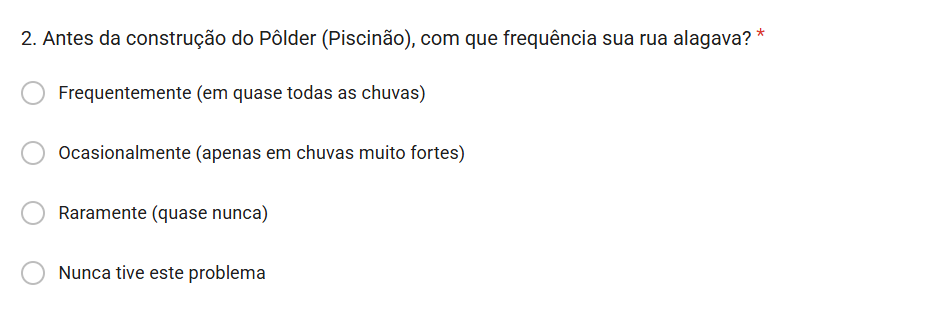 2. Antes da construção do Pôlder (Piscinão), com que frequência sua rua alagava? *
Frequentemente (em quase todas as chuvas)
Ocasionalmente (apenas em chuvas muito fortes)
Raramente (quase nunca)
Nunca tive este problema